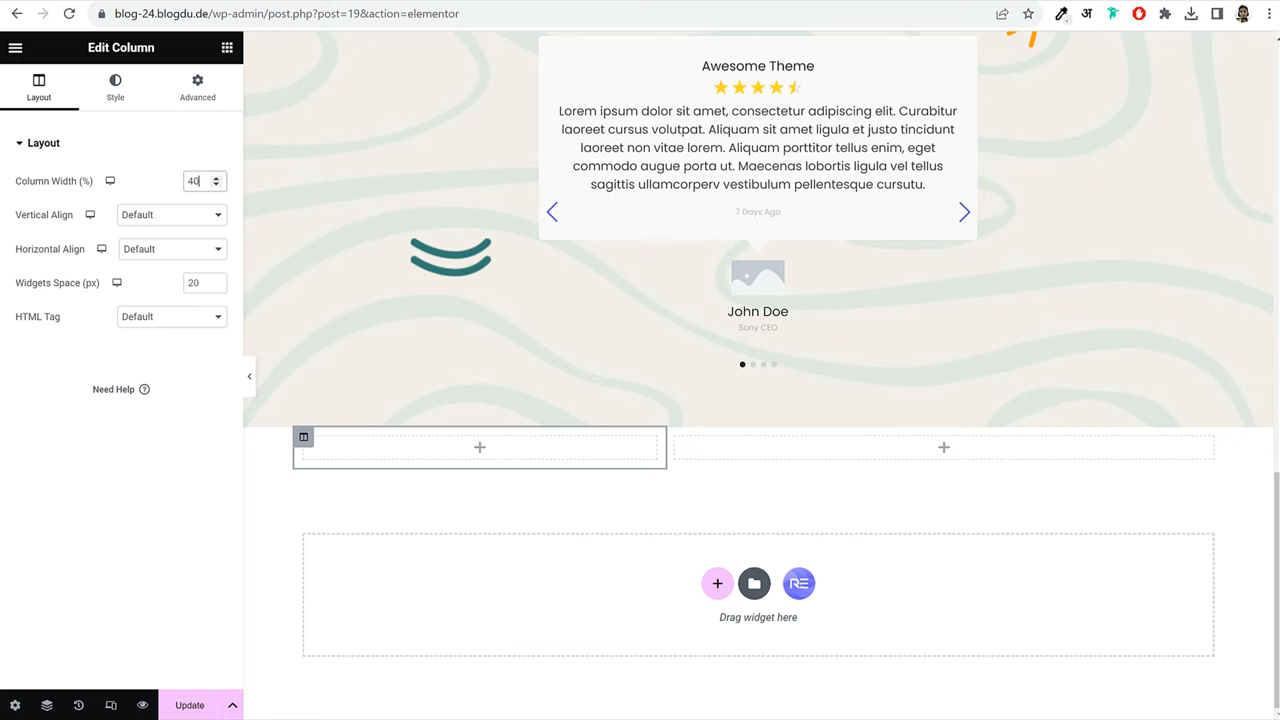 blog-24.blogdu.de/wp-admin/post.php?post=19&action=elementor
अ
Edit Column
Layout
Style
Advanced
Layout
Column Width (%)
40
Vertical Align
Default
Horizontal Align
Default
Widgets Space (px)
20
HTML Tag
Default
Need Help
Update
Awesome Theme
Lorem ipsum dolor sit amet, consectetur adipiscing elit. Curabitur
laoreet cursus volutpat. Aliquam sit amet ligula et justo tincidunt
laoreet non vitae lorem. Aliquam porttitor tellus enim, eget
commodo augue porta ut. Maecenas lobortis ligula vel tellus
sagittis ullamcorperv vestibulum pellentesque cursutu.
7 Days Ago
John Doe
Sony CEO
RE
Drag widget here